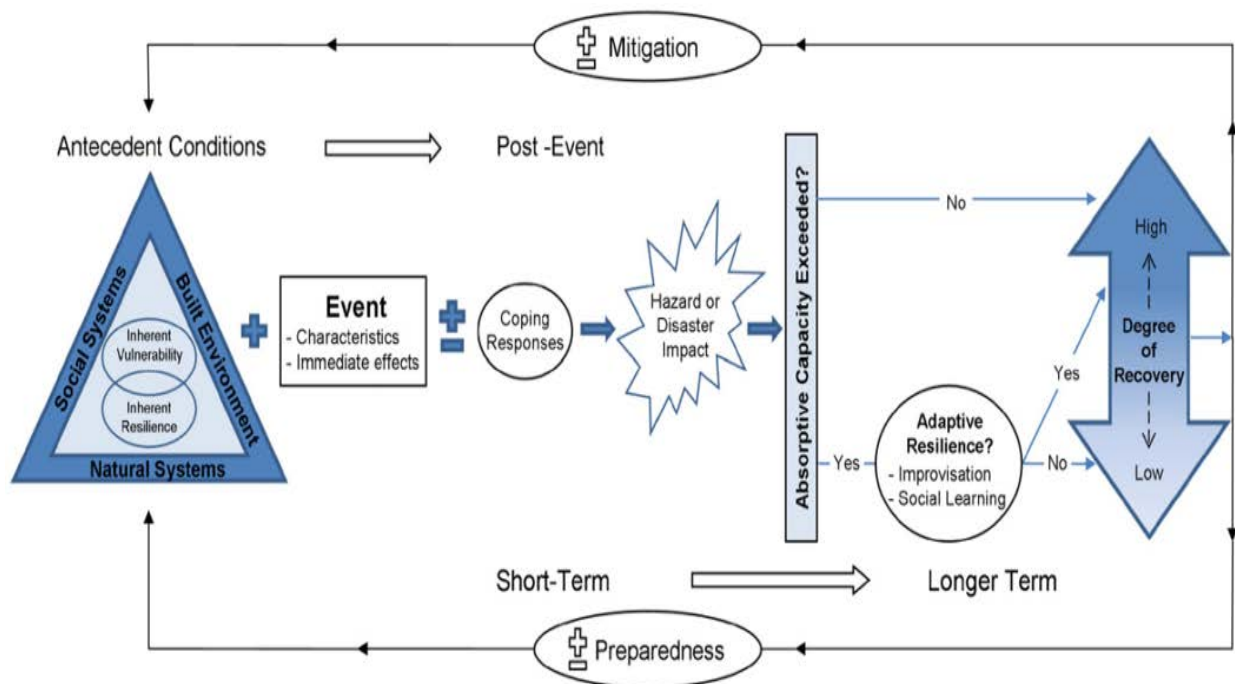 ± Mitigation
Antecedent Conditions
Post -Event
Social Systems
Built Environment
Natural Systems
Inherent
Vulnerability
Inherent
Resilience
+
Event
- Characteristics
- Immediate effects
±
Coping
Responses
Hazard or
Disaster
Impact
Absorptive Capacity Exceeded?
No
Yes
Adaptive
Resilience?
- Improvisation
- Social Learning
Yes
No
High
Degree
of
Recovery
Low
Short-Term
Longer Term
± Preparedness